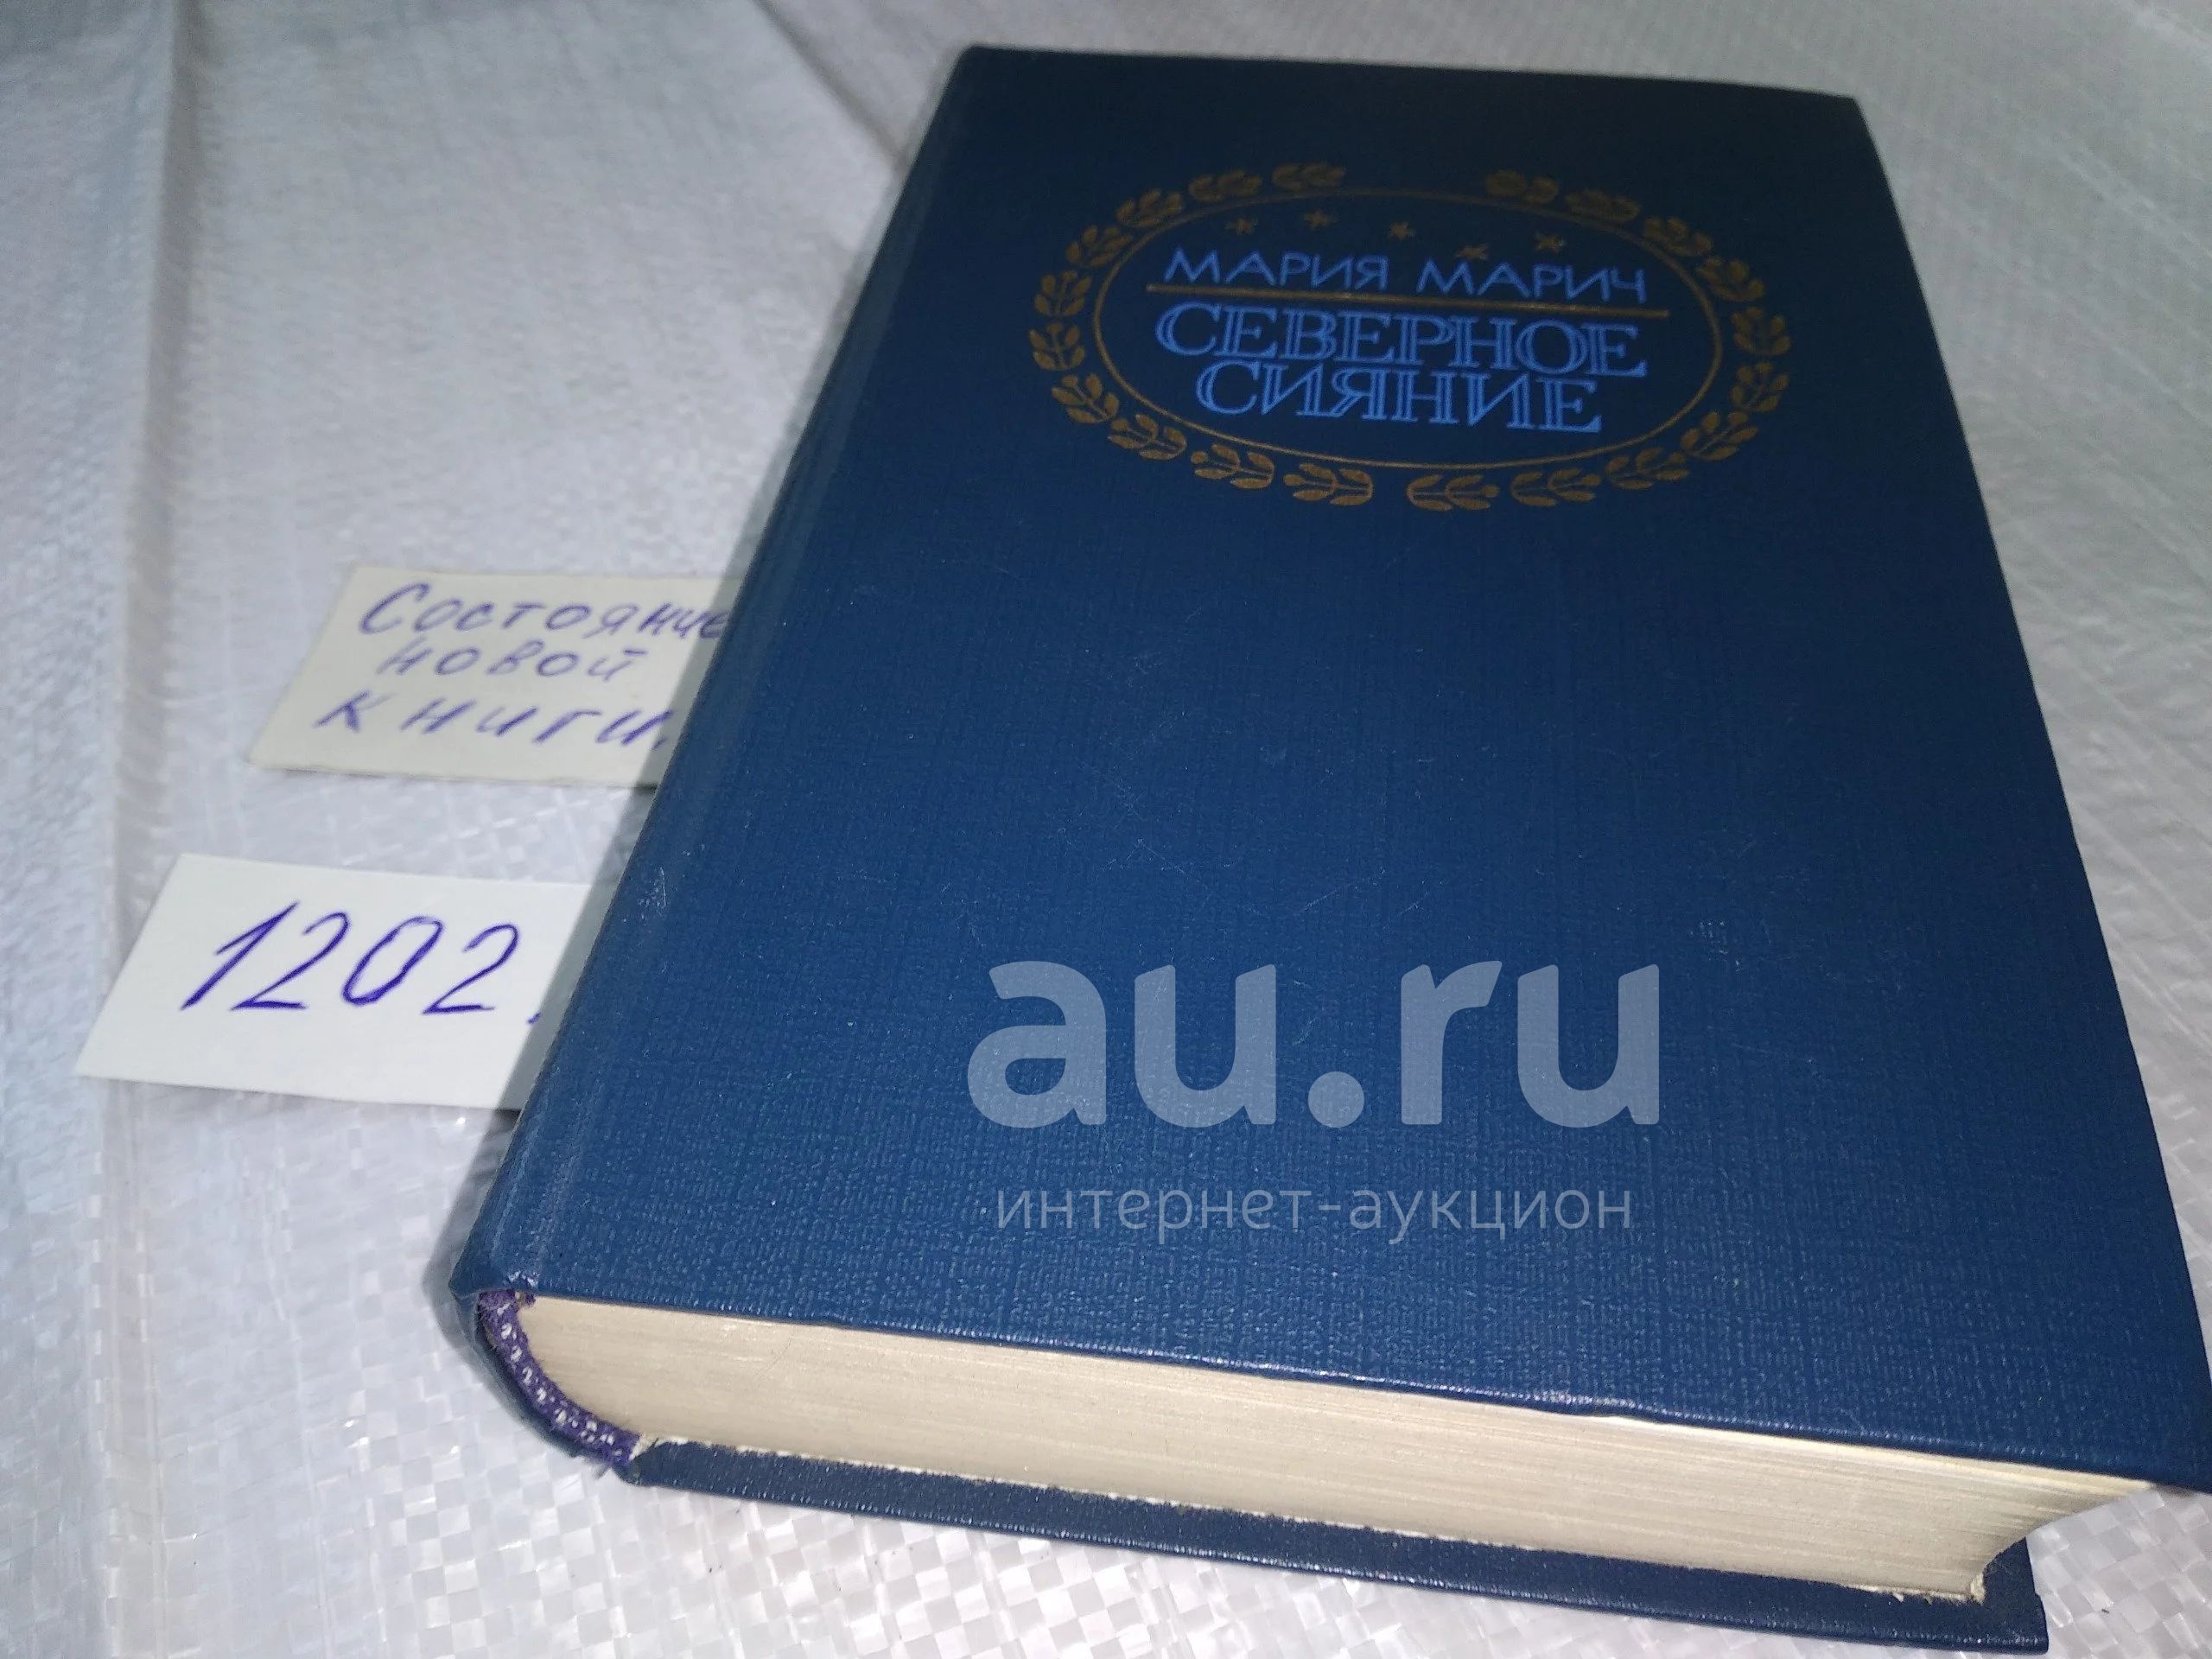 МАРИЯ МАРИЧ
СЕВЕРНОЕ
СИЯНИЕ
Состояние
новой
книги.
1202.
au.ru
интернет-аукцион